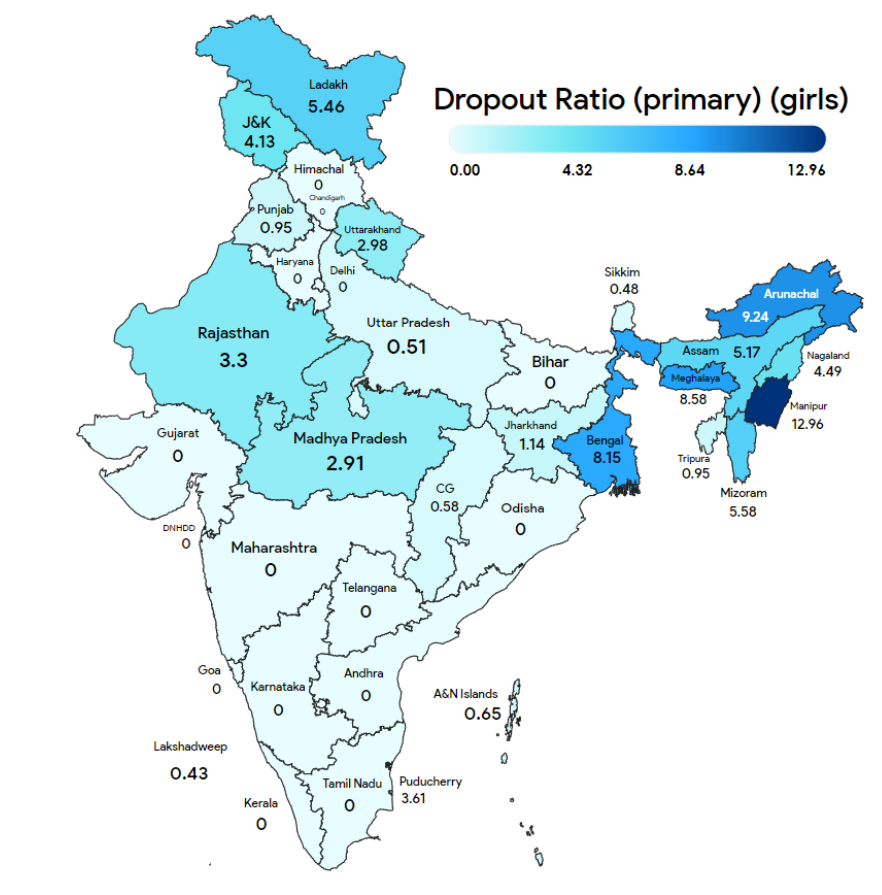 Dropout Ratio (primary) (girls)
0.00 4.32 8.64 12.96
Ladakh
5.46
J&K
4.13
Himachal
0
Chandigarh
0
Punjab
0.95
Uttarakhand
2.98
Haryana
0
Delhi
0
Sikkim
0.48
Arunachal
9.24
Rajasthan
3.3
Uttar Pradesh
0.51
Bihar
0
Assam 5.17
Nagaland
4.49
Meghalaya
8.58
Manipur
12.96
Gujarat
0
Madhya Pradesh
2.91
Jharkhand
1.14
Bengal
8.15
Tripura
0.95
Mizoram
5.58
CG
0.58
Odisha
0
DNHDD
0
Maharashtra
0
Telangana
0
Goa
0
Karnataka
0
Andhra
0
A&N Islands
0.65
Lakshadweep
0.43
Kerala
0
Tamil Nadu
0
Puducherry
3.61